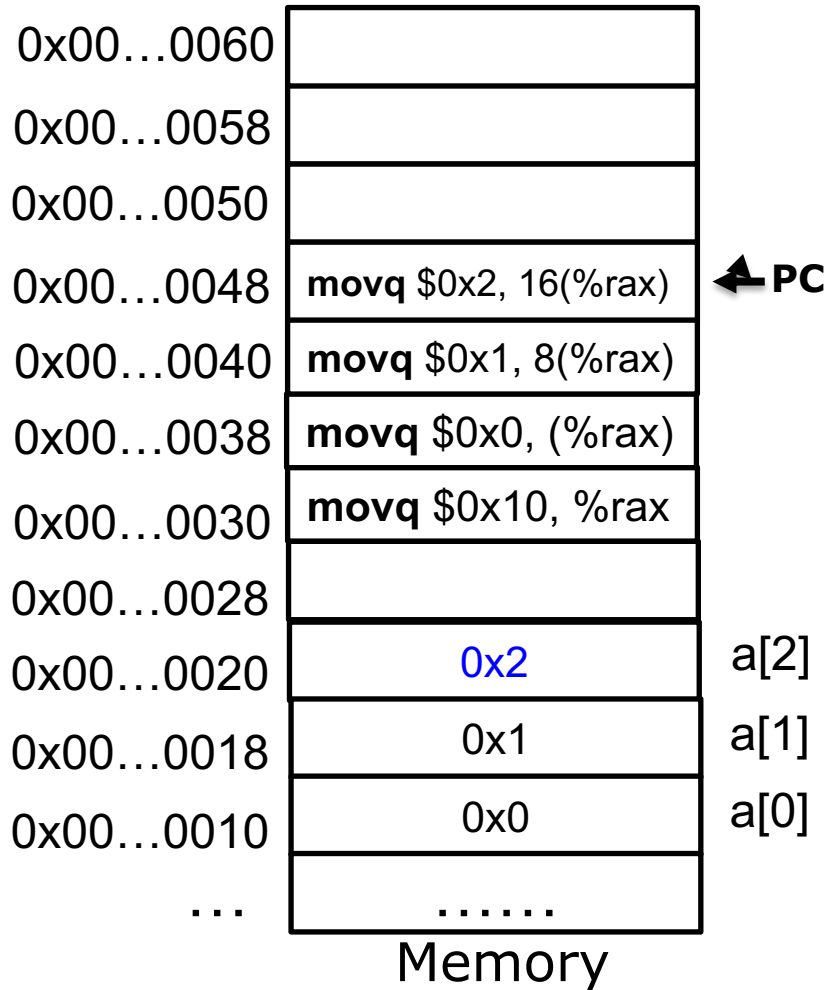 0x00…0060
0x00…0058
0x00…0050
0x00…0048 movq $0x2, 16(%rax) PC
0x00…0040 movq $0x1, 8(%rax)
0x00…0038 movq $0x0, (%rax)
0x00…0030 movq $0x10, %rax
0x00…0028
0x00…0020 0x2 a[2]
0x00…0018 0x1 a[1]
0x00…0010 0x0 a[0]
… ……
Memory